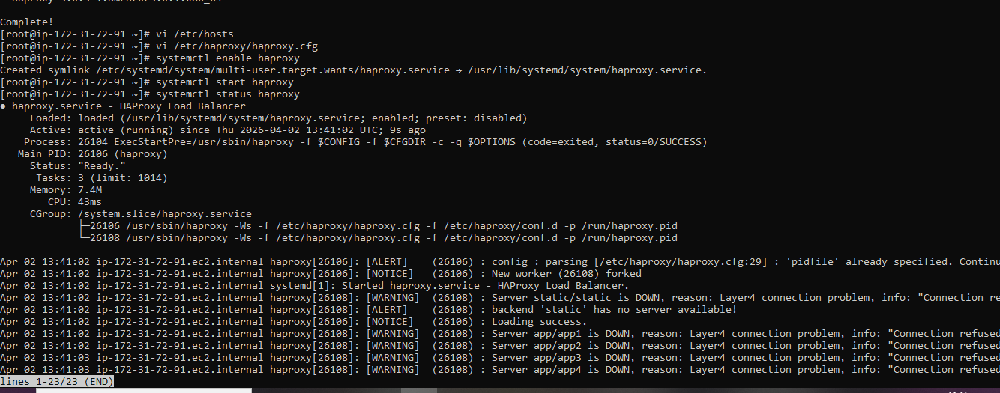 Complete!
[root@ip-172-31-72-91 ~]# vi /etc/hosts
[root@ip-172-31-72-91 ~]# vi /etc/haproxy/haproxy.cfg
[root@ip-172-31-72-91 ~]# systemctl enable haproxy
Created symlink /etc/systemd/system/multi-user.target.wants/haproxy.service → /usr/lib/systemd/system/haproxy.service.
[root@ip-172-31-72-91 ~]# systemctl start haproxy
[root@ip-172-31-72-91 ~]# systemctl status haproxy
● haproxy.service - HAProxy Load Balancer
Loaded: loaded (/usr/lib/systemd/system/haproxy.service; enabled; preset: disabled)
Active: active (running) since Thu 2026-04-02 13:41:02 UTC; 9s ago
Process: 26104 ExecStartPre=/usr/sbin/haproxy -f $CONFIG -f $CFGDIR -c -q $OPTIONS (code=exited, status=0/SUCCESS)
Main PID: 26106 (haproxy)
Status: "Ready."
Tasks: 3 (limit: 1014)
Memory: 7.4M
CPU: 43ms
CGroup: /system.slice/haproxy.service
├─26106 /usr/sbin/haproxy -Ws -f /etc/haproxy/haproxy.cfg -f /etc/haproxy/conf.d -p /run/haproxy.pid
└─26108 /usr/sbin/haproxy -Ws -f /etc/haproxy/haproxy.cfg -f /etc/haproxy/conf.d -p /run/haproxy.pid
Apr 02 13:41:02 ip-172-31-72-91.ec2.internal haproxy[26106]: [ALERT] (26106) : config : parsing [/etc/haproxy/haproxy.cfg:29] : 'pidfile' already specified. Continu
Apr 02 13:41:02 ip-172-31-72-91.ec2.internal haproxy[26106]: [NOTICE] (26106) : New worker (26108) forked
Apr 02 13:41:02 ip-172-31-72-91.ec2.internal systemd[1]: Started haproxy.service - HAProxy Load Balancer.
Apr 02 13:41:02 ip-172-31-72-91.ec2.internal haproxy[26108]: [WARNING] (26108) : Server static/static is DOWN, reason: Layer4 connection problem, info: "Connection re
Apr 02 13:41:02 ip-172-31-72-91.ec2.internal haproxy[26108]: [ALERT] (26108) : backend 'static' has no server available!
Apr 02 13:41:02 ip-172-31-72-91.ec2.internal haproxy[26106]: [NOTICE] (26106) : Loading success.
Apr 02 13:41:02 ip-172-31-72-91.ec2.internal haproxy[26108]: [WARNING] (26108) : Server app/app1 is DOWN, reason: Layer4 connection problem, info: "Connection refused
Apr 02 13:41:02 ip-172-31-72-91.ec2.internal haproxy[26108]: [WARNING] (26108) : Server app/app2 is DOWN, reason: Layer4 connection problem, info: "Connection refused
Apr 02 13:41:03 ip-172-31-72-91.ec2.internal haproxy[26108]: [WARNING] (26108) : Server app/app3 is DOWN, reason: Layer4 connection problem, info: "Connection refused
Apr 02 13:41:03 ip-172-31-72-91.ec2.internal haproxy[26108]: [WARNING] (26108) : Server app/app4 is DOWN, reason: Layer4 connection problem, info: "Connection refused
lines 1-23/23 (END)